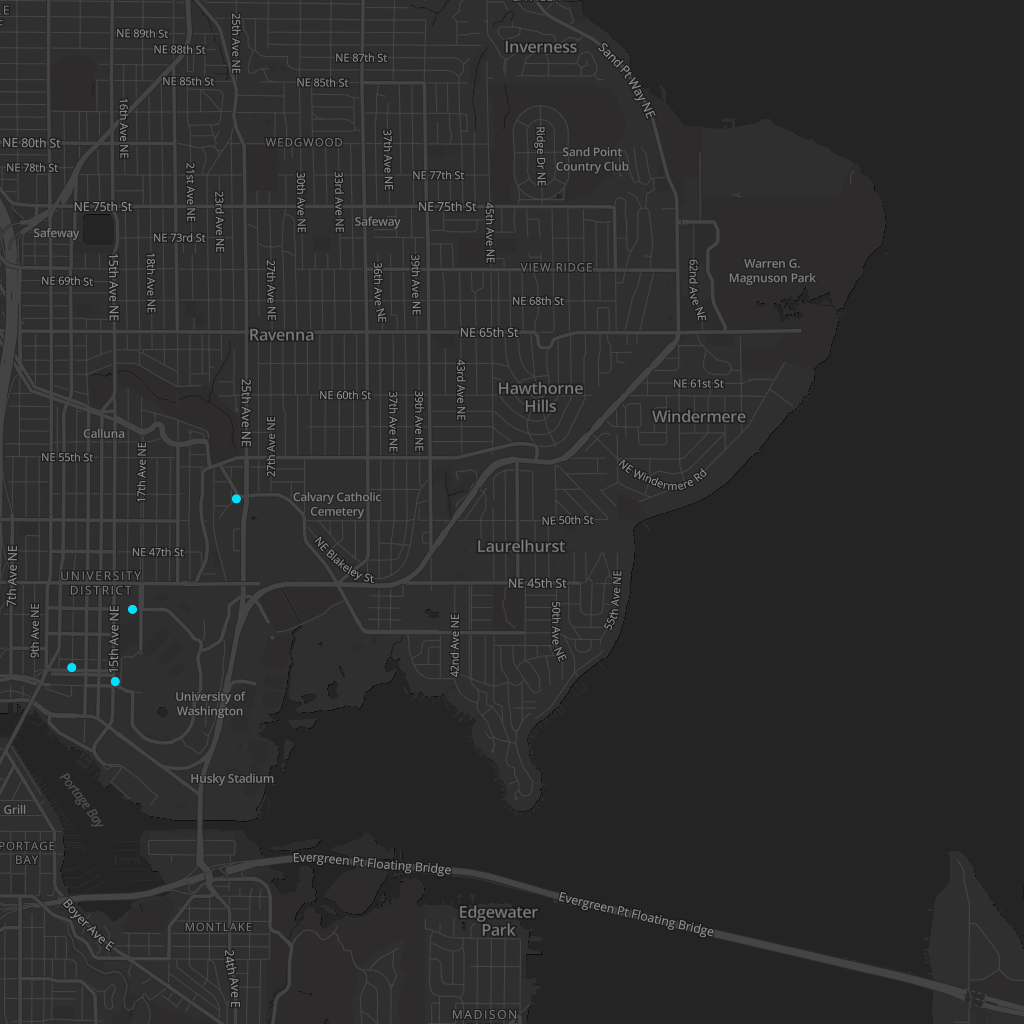 Inverness
NE 89th St
25th Ave NE
NE 88th St
NE 87th St
Sand Pt Way NE
NE 85th St
NE 85th St
16th Ave NE
NE 80th St
WEDGWOOD
37th Ave NE
Ridge Dr NE
Sand Point
Country Club
NE 78th St
21st Ave NE
23rd Ave NE
30th Ave NE
33rd Ave NE
NE 77th St
NE 75th St
NE 75th St
45th Ave NE
Safeway
Safeway
NE 73rd St
VIEW RIDGE
Warren G.
Magnuson Park
NE 69th St
15th Ave NE
18th Ave NE
27th Ave NE
36th Ave NE
39th Ave NE
62nd Ave NE
NE 68th St
Ravenna
NE 65th St
43rd Ave NE
Hawthorne
Hills
NE 61st St
NE 60th St
25th Ave NE
37th Ave NE
39th Ave NE
Windermere
Calluna
27th Ave NE
NE 55th St
17th Ave NE
NE Windermere Rd
Calvary Catholic
Cemetery
NE 50th St
Laurelhurst
NE 47th St
NE Blakeley St
7th Ave NE
UNIVERSITY
DISTRICT
NE 45th St
9th Ave NE
15th Ave NE
42nd Ave NE
50th Ave NE
55th Ave NE
University of
Washington
Husky Stadium
Portage Bay
Grill
PORTAGE
BAY
Evergreen Pt Floating Bridge
Evergreen Pt Floating Bridge
Boyer Ave E
MONTLAKE
Edgewater
Park
24th Ave E
MADISON